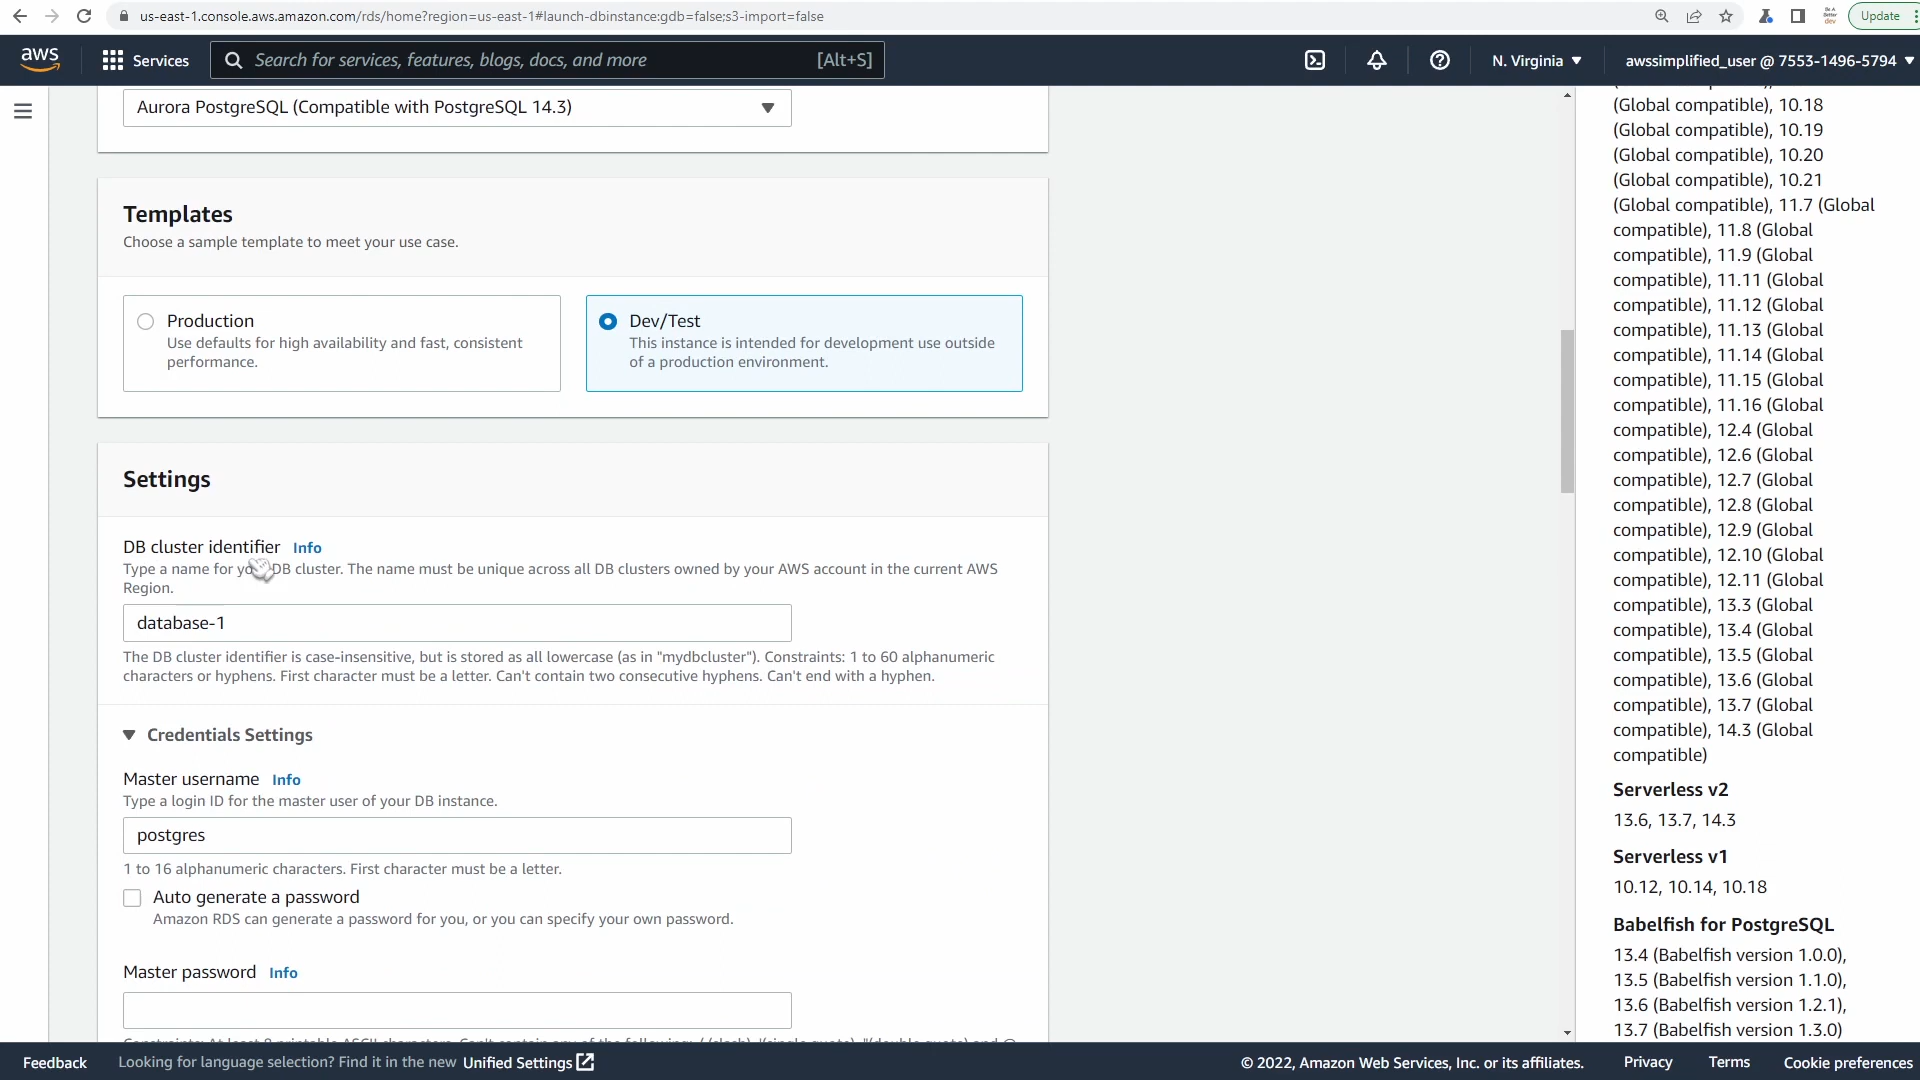 us-east-1.console.aws.amazon.com/rds/home?region=us-east-1#launch-dbinstance:gdb=false;s3-import=false
Update
aws
Services
Search for services, features, blogs, docs, and more
[Alt+S]
N. Virginia
awssimplified_user @ 7553-1496-5794
Aurora PostgreSQL (Compatible with PostgreSQL 14.3)
Templates
Choose a sample template to meet your use case.
Production
Use defaults for high availability and fast, consistent
performance.
Dev/Test
This instance is intended for development use outside
of a production environment.
Settings
DB cluster identifier Info
Type a name for your DB cluster. The name must be unique across all DB clusters owned by your AWS account in the current AWS
Region.
database-1
The DB cluster identifier is case-insensitive, but is stored as all lowercase (as in "mydbcluster"). Constraints: 1 to 60 alphanumeric
characters or hyphens. First character must be a letter. Can't contain two consecutive hyphens. Can't end with a hyphen.
Credentials Settings
Master username Info
Type a login ID for the master user of your DB instance.
postgres
1 to 16 alphanumeric characters. First character must be a letter.
Auto generate a password
Amazon RDS can generate a password for you, or you can specify your own password.
Master password Info
(Global compatible), 10.18
(Global compatible), 10.19
(Global compatible), 10.20
(Global compatible), 10.21
(Global compatible), 11.7 (Global
compatible), 11.8 (Global
compatible), 11.9 (Global
compatible), 11.11 (Global
compatible), 11.12 (Global
compatible), 11.13 (Global
compatible), 11.14 (Global
compatible), 11.15 (Global
compatible), 11.16 (Global
compatible), 12.4 (Global
compatible), 12.6 (Global
compatible), 12.7 (Global
compatible), 12.8 (Global
compatible), 12.9 (Global
compatible), 12.10 (Global
compatible), 12.11 (Global
compatible), 13.3 (Global
compatible), 13.4 (Global
compatible), 13.5 (Global
compatible), 13.6 (Global
compatible), 13.7 (Global
compatible), 14.3 (Global
compatible)
Serverless v2
13.6, 13.7, 14.3
Serverless v1
10.12, 10.14, 10.18
Babelfish for PostgreSQL
13.4 (Babelfish version 1.0.0),
13.5 (Babelfish version 1.1.0),
13.6 (Babelfish version 1.2.1),
13.7 (Babelfish version 1.3.0)
Feedback
Looking for language selection? Find it in the new Unified Settings
© 2022, Amazon Web Services, Inc. or its affiliates.
Privacy
Terms
Cookie preferences